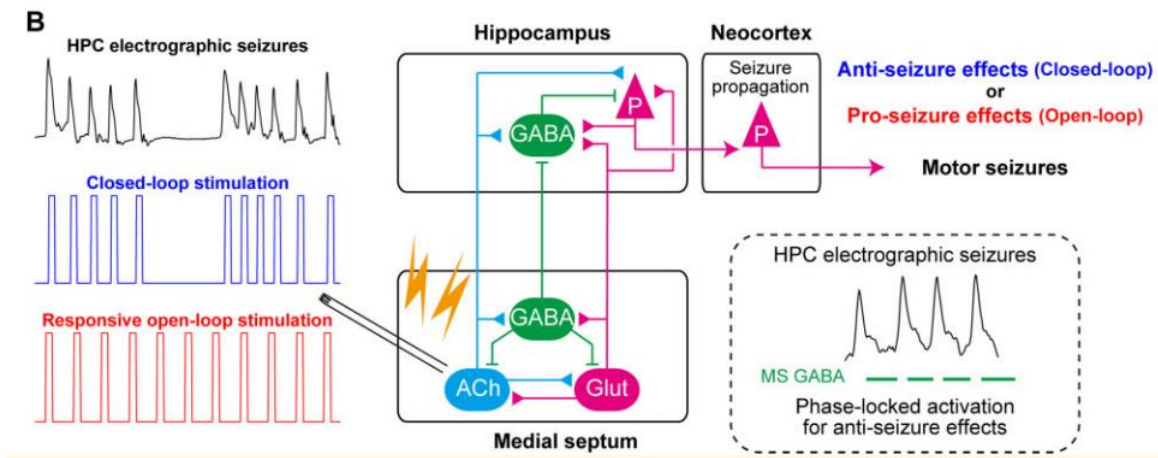 B
HPC electrographic seizures
Closed-loop stimulation
Responsive open-loop stimulation
Hippocampus
Neocortex
P
GABA
Seizure
propagation
P
Anti-seizure effects (Closed-loop)
or
Pro-seizure effects (Open-loop)
Motor seizures
GABA
ACh
Glut
Medial septum
HPC electrographic seizures
MS GABA
Phase-locked activation
for anti-seizure effects